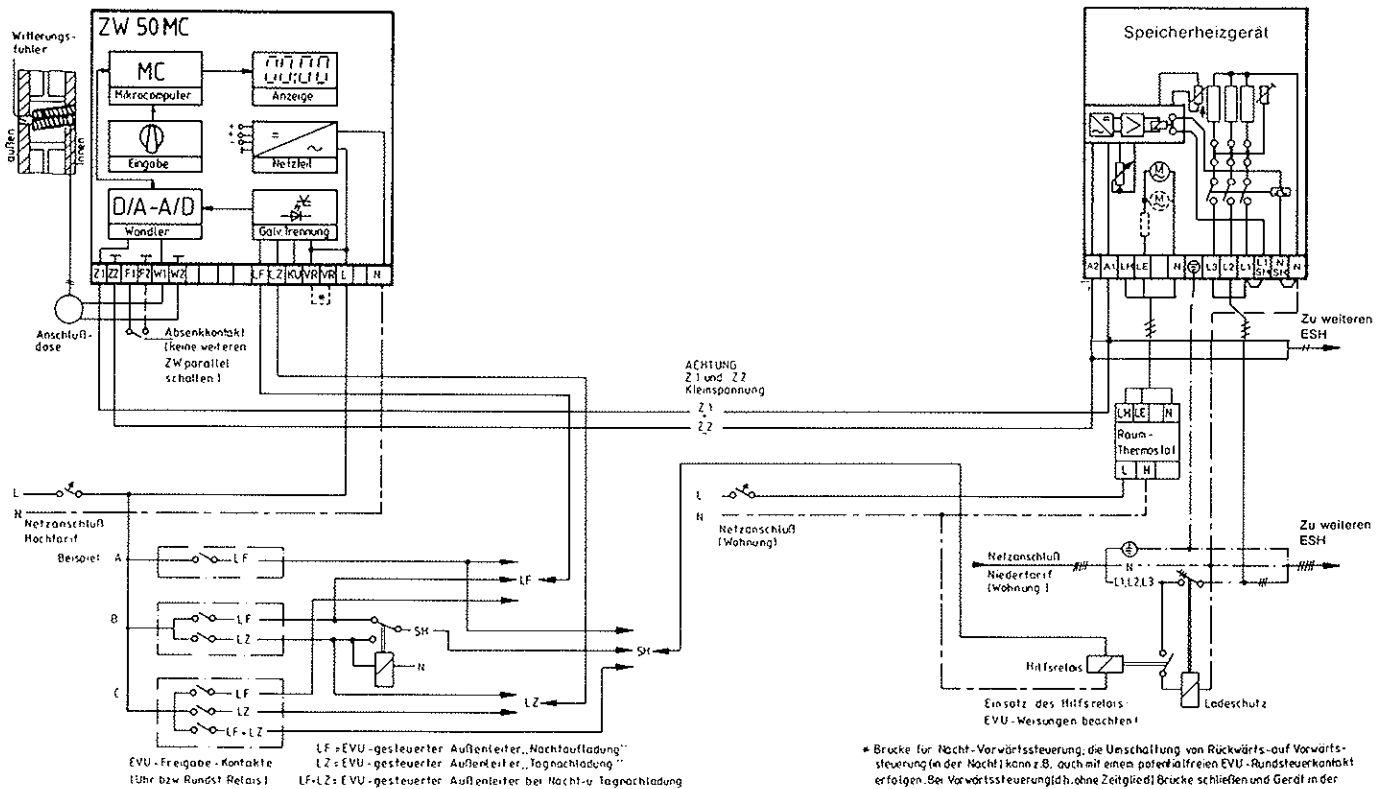 ZW 50 MC
Witterungs-
fühler
außen
innen
MC
Mikrocomputer
00:00
Anzeige
Eingabe
Netzteil
D/A-A/D
Wandler
Galv. Trennung
Z1 Z2 F1 F2 W1 W2 LF LZ KU VR VR L N
*
Anschluß-
dose
Absenkkontakt
(keine weiteren
ZW parallel
schalten!)
Speicherheizgerät
M
M
A2 A1 LH LE N L3 L2 L1 L1 SH N SH N
Zu weiteren
ESH
ACHTUNG
Z1 und Z2
Kleinspannung
Z1
+
Z2
-
LH LE N
Raum-
Thermostat
L H
L
N
Netzanschluß
Hochtarif
L
N
Netzanschluß
(Wohnung)
Zu weiteren
ESH
Netzanschluß
Niedertarif
(Wohnung)
N
L1,L2,L3
Beispiel A
LF
LF
B
LF
LZ
SH
N
SH
C
LF
LZ
LF+LZ
LZ
Hilfsrelais
Ladeschütz
Einsatz des Hilfsrelais
EVU-Weisungen beachten!
EVU-Freigabe-Kontakte
(Uhr bzw Rundst Relais)
LF = EVU-gesteuerter Außenleiter „Nachtaufladung"
LZ = EVU-gesteuerter Außenleiter „Tagnachladung"
LF+LZ = EVU-gesteuerter Außenleiter bei Nacht-u Tagnachladung
* Brücke für Nacht-Vorwärtssteuerung; die Umschaltung von Rückwärts-auf Vorwärts-
steuerung (in der Nacht) kann z.B. auch mit einem potentialfreien EVU-Rundsteuerkontakt
erfolgen. Bei Vorwärtssteuerung (d.h. ohne Zeitglied) Brücke schließen und Gerät in der